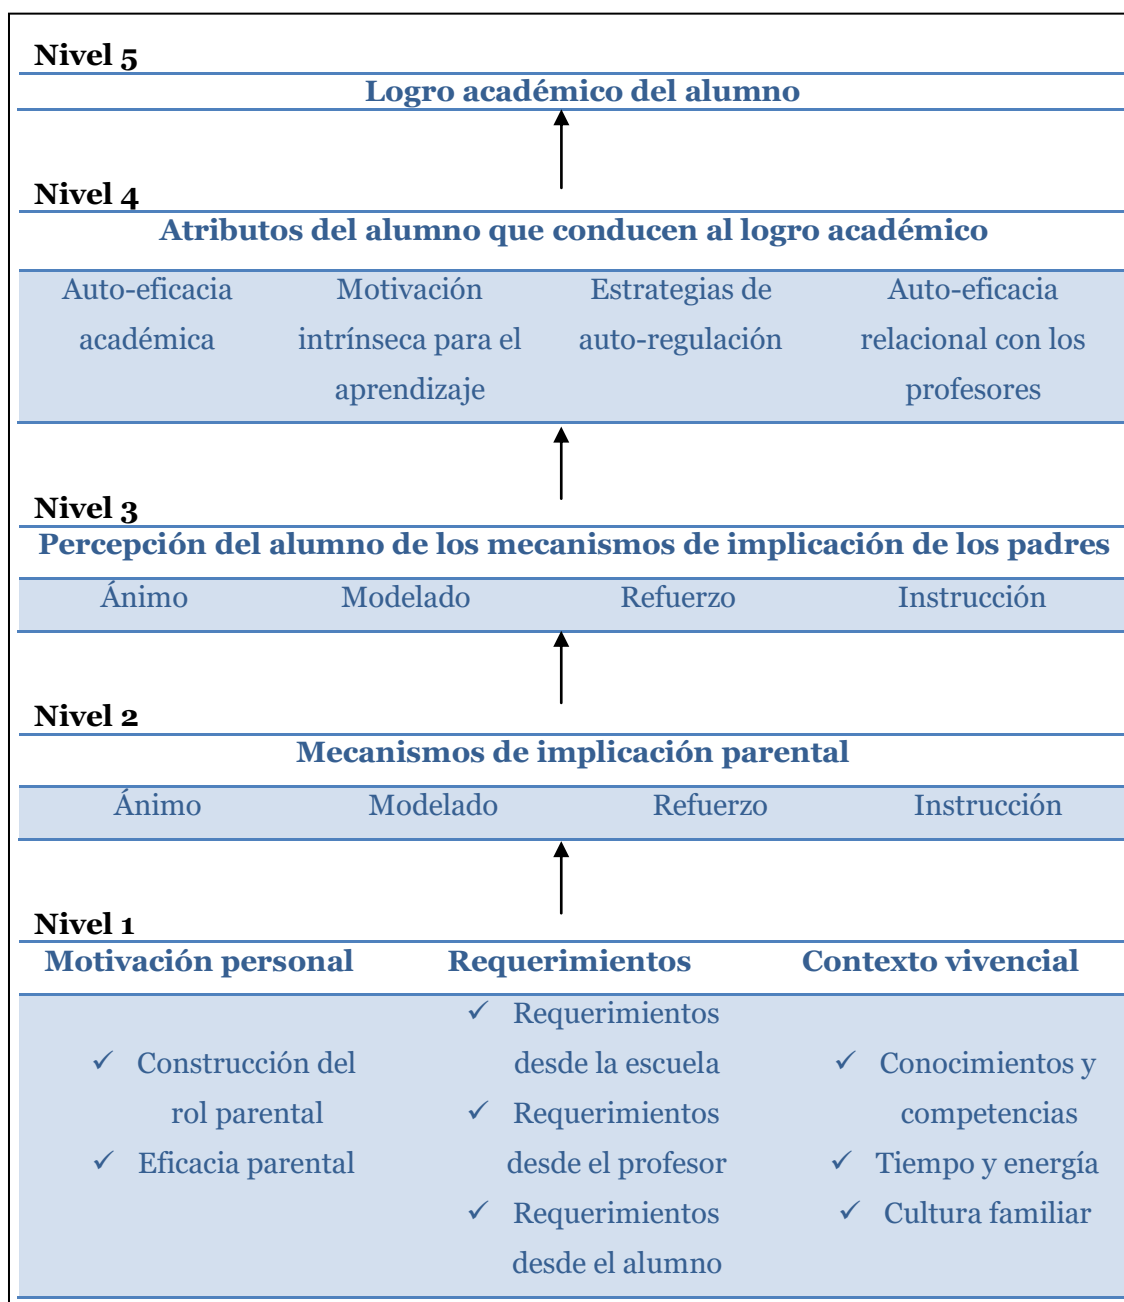 Nivel 5
Logro académico del alumno
Nivel 4
Atributos del alumno que conducen al logro académico
Auto-eficacia académica
Motivación intrínseca para el aprendizaje
Estrategias de auto-regulación
Auto-eficacia relacional con los profesores
Nivel 3
Percepción del alumno de los mecanismos de implicación de los padres
Ánimo Modelado Refuerzo Instrucción
Nivel 2
Mecanismos de implicación parental
Ánimo Modelado Refuerzo Instrucción
Nivel 1
Motivación personal
✓ Construcción del
rol parental
✓ Eficacia parental
Requerimientos
✓ Requerimientos
desde la escuela
✓ Requerimientos
desde el profesor
✓ Requerimientos
desde el alumno
Contexto vivencial
✓ Conocimientos y
competencias
✓ Tiempo y energía
✓ Cultura familiar